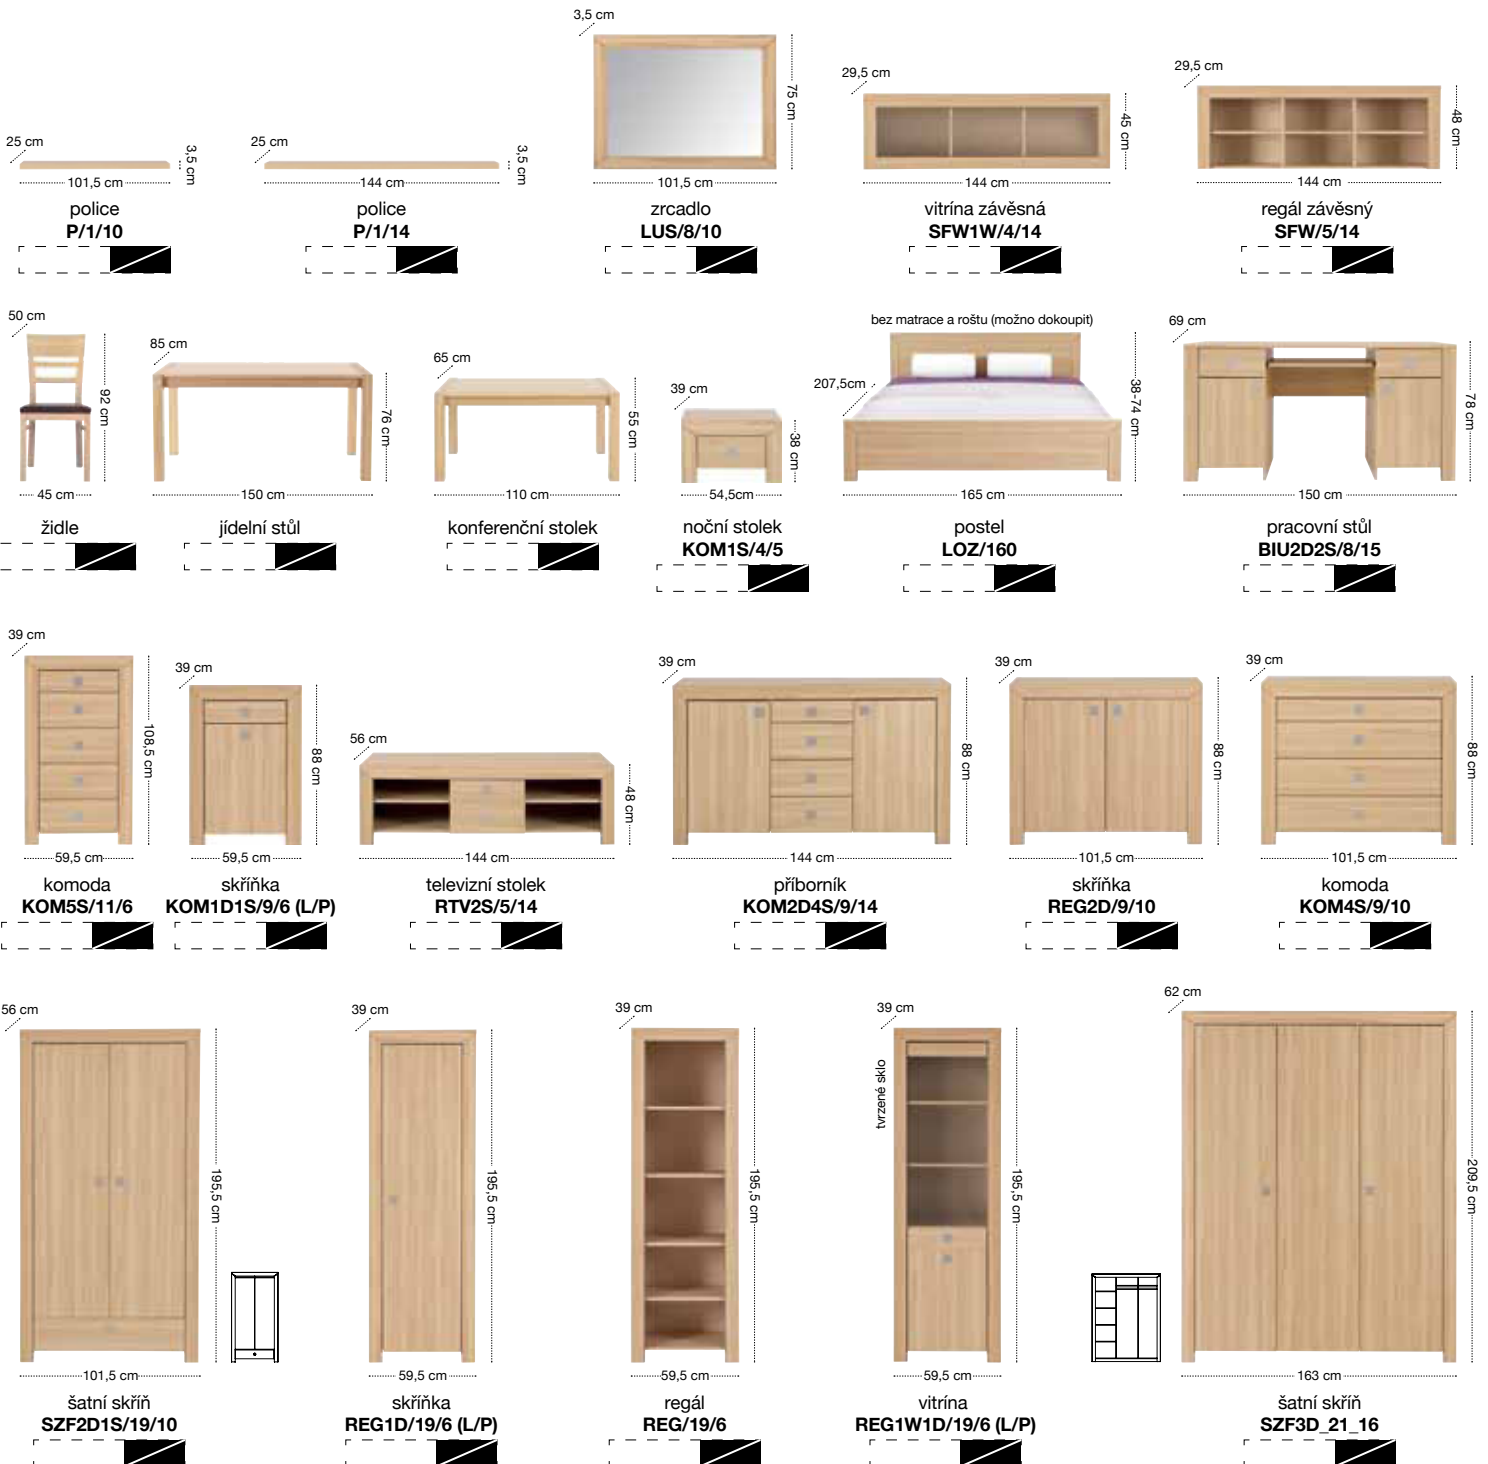 25 cm
3,5 cm
101,5 cm
police
P/1/10
25 cm
3,5 cm
144 cm
police
P/1/14
3,5 cm
75 cm
101,5 cm
zrcadlo
LUS/8/10
29,5 cm
45 cm
144 cm
vitrína závěsná
SFW1W/4/14
29,5 cm
48 cm
144 cm
regál závěsný
SFW/5/14
50 cm
92 cm
45 cm
židle
85 cm
76 cm
150 cm
jídelní stůl
65 cm
55 cm
110 cm
konferenční stolek
39 cm
38 cm
54,5cm
noční stolek
KOM1S/4/5
bez matrace a roštu (možno dokoupit)
207,5cm
38-74 cm
165 cm
postel
LOZ/160
69 cm
78 cm
150 cm
pracovní stůl
BIU2D2S/8/15
39 cm
108,5 cm
59,5 cm
komoda
KOM5S/11/6
39 cm
88 cm
59,5 cm
skříňka
KOM1D1S/9/6 (L/P)
56 cm
48 cm
144 cm
televizní stolek
RTV2S/5/14
39 cm
88 cm
144 cm
příborník
KOM2D4S/9/14
39 cm
88 cm
101,5 cm
skříňka
REG2D/9/10
39 cm
88 cm
101,5 cm
komoda
KOM4S/9/10
56 cm
195,5 cm
101,5 cm
šatní skříň
SZF2D1S/19/10
39 cm
195,5 cm
59,5 cm
skříňka
REG1D/19/6 (L/P)
39 cm
195,5 cm
59,5 cm
regál
REG/19/6
39 cm
tvrzené sklo
195,5 cm
59,5 cm
vitrína
REG1W1D/19/6 (L/P)
62 cm
209,5 cm
163 cm
šatní skříň
SZF3D_21_16